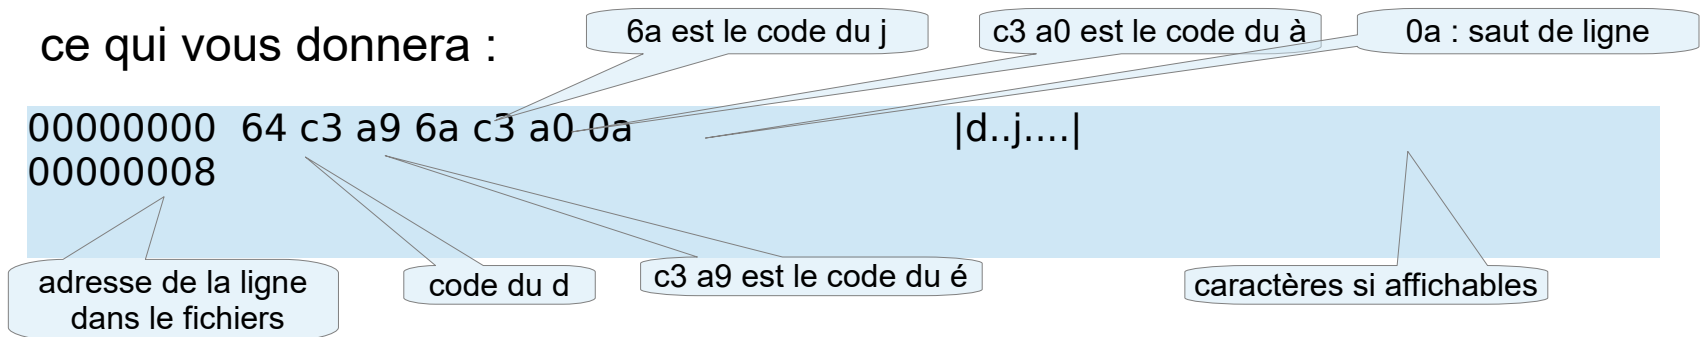 ce qui vous donnera :
6a est le code du j
c3 a0 est le code du à
0a : saut de ligne
00000000  64 c3 a9 6a c3 a0 0a |d..j....|
00000008
adresse de la ligne
dans le fichiers
code du d
c3 a9 est le code du é
caractères si affichables